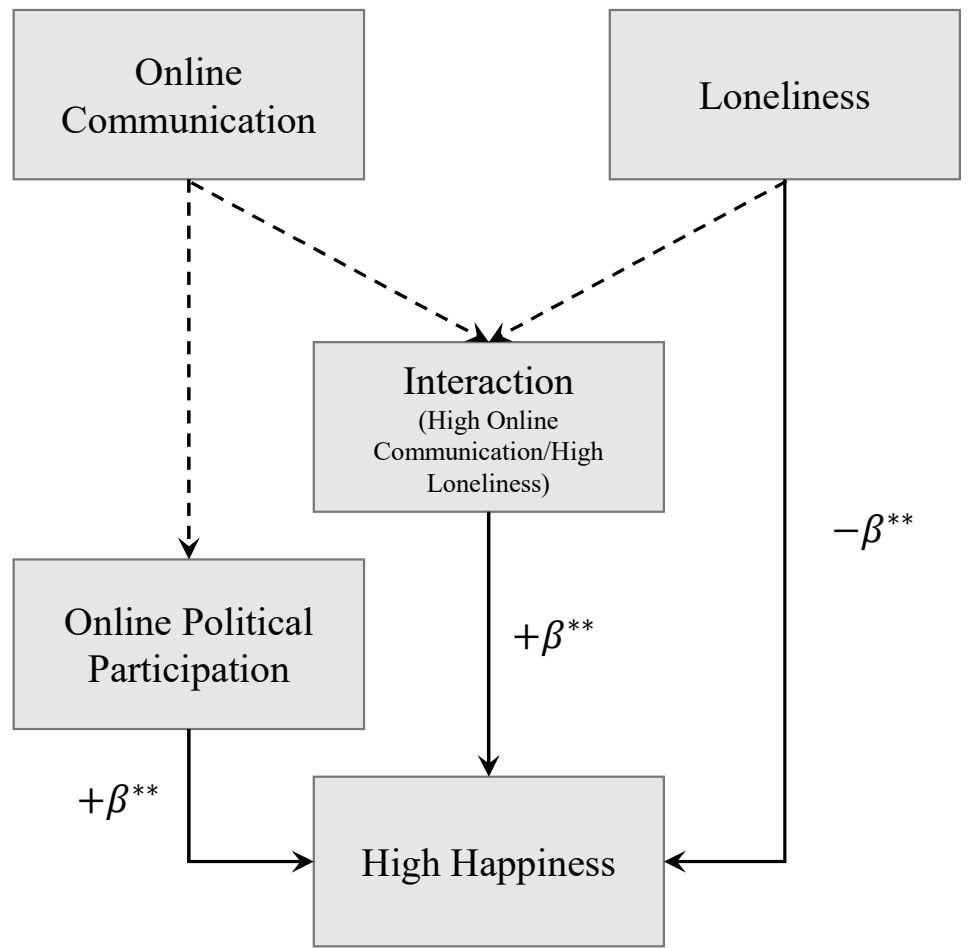 Online
Communication
Loneliness
Interaction
(High Online
Communication/High
Loneliness)
−β**
Online Political
Participation
+β**
+β**
High Happiness